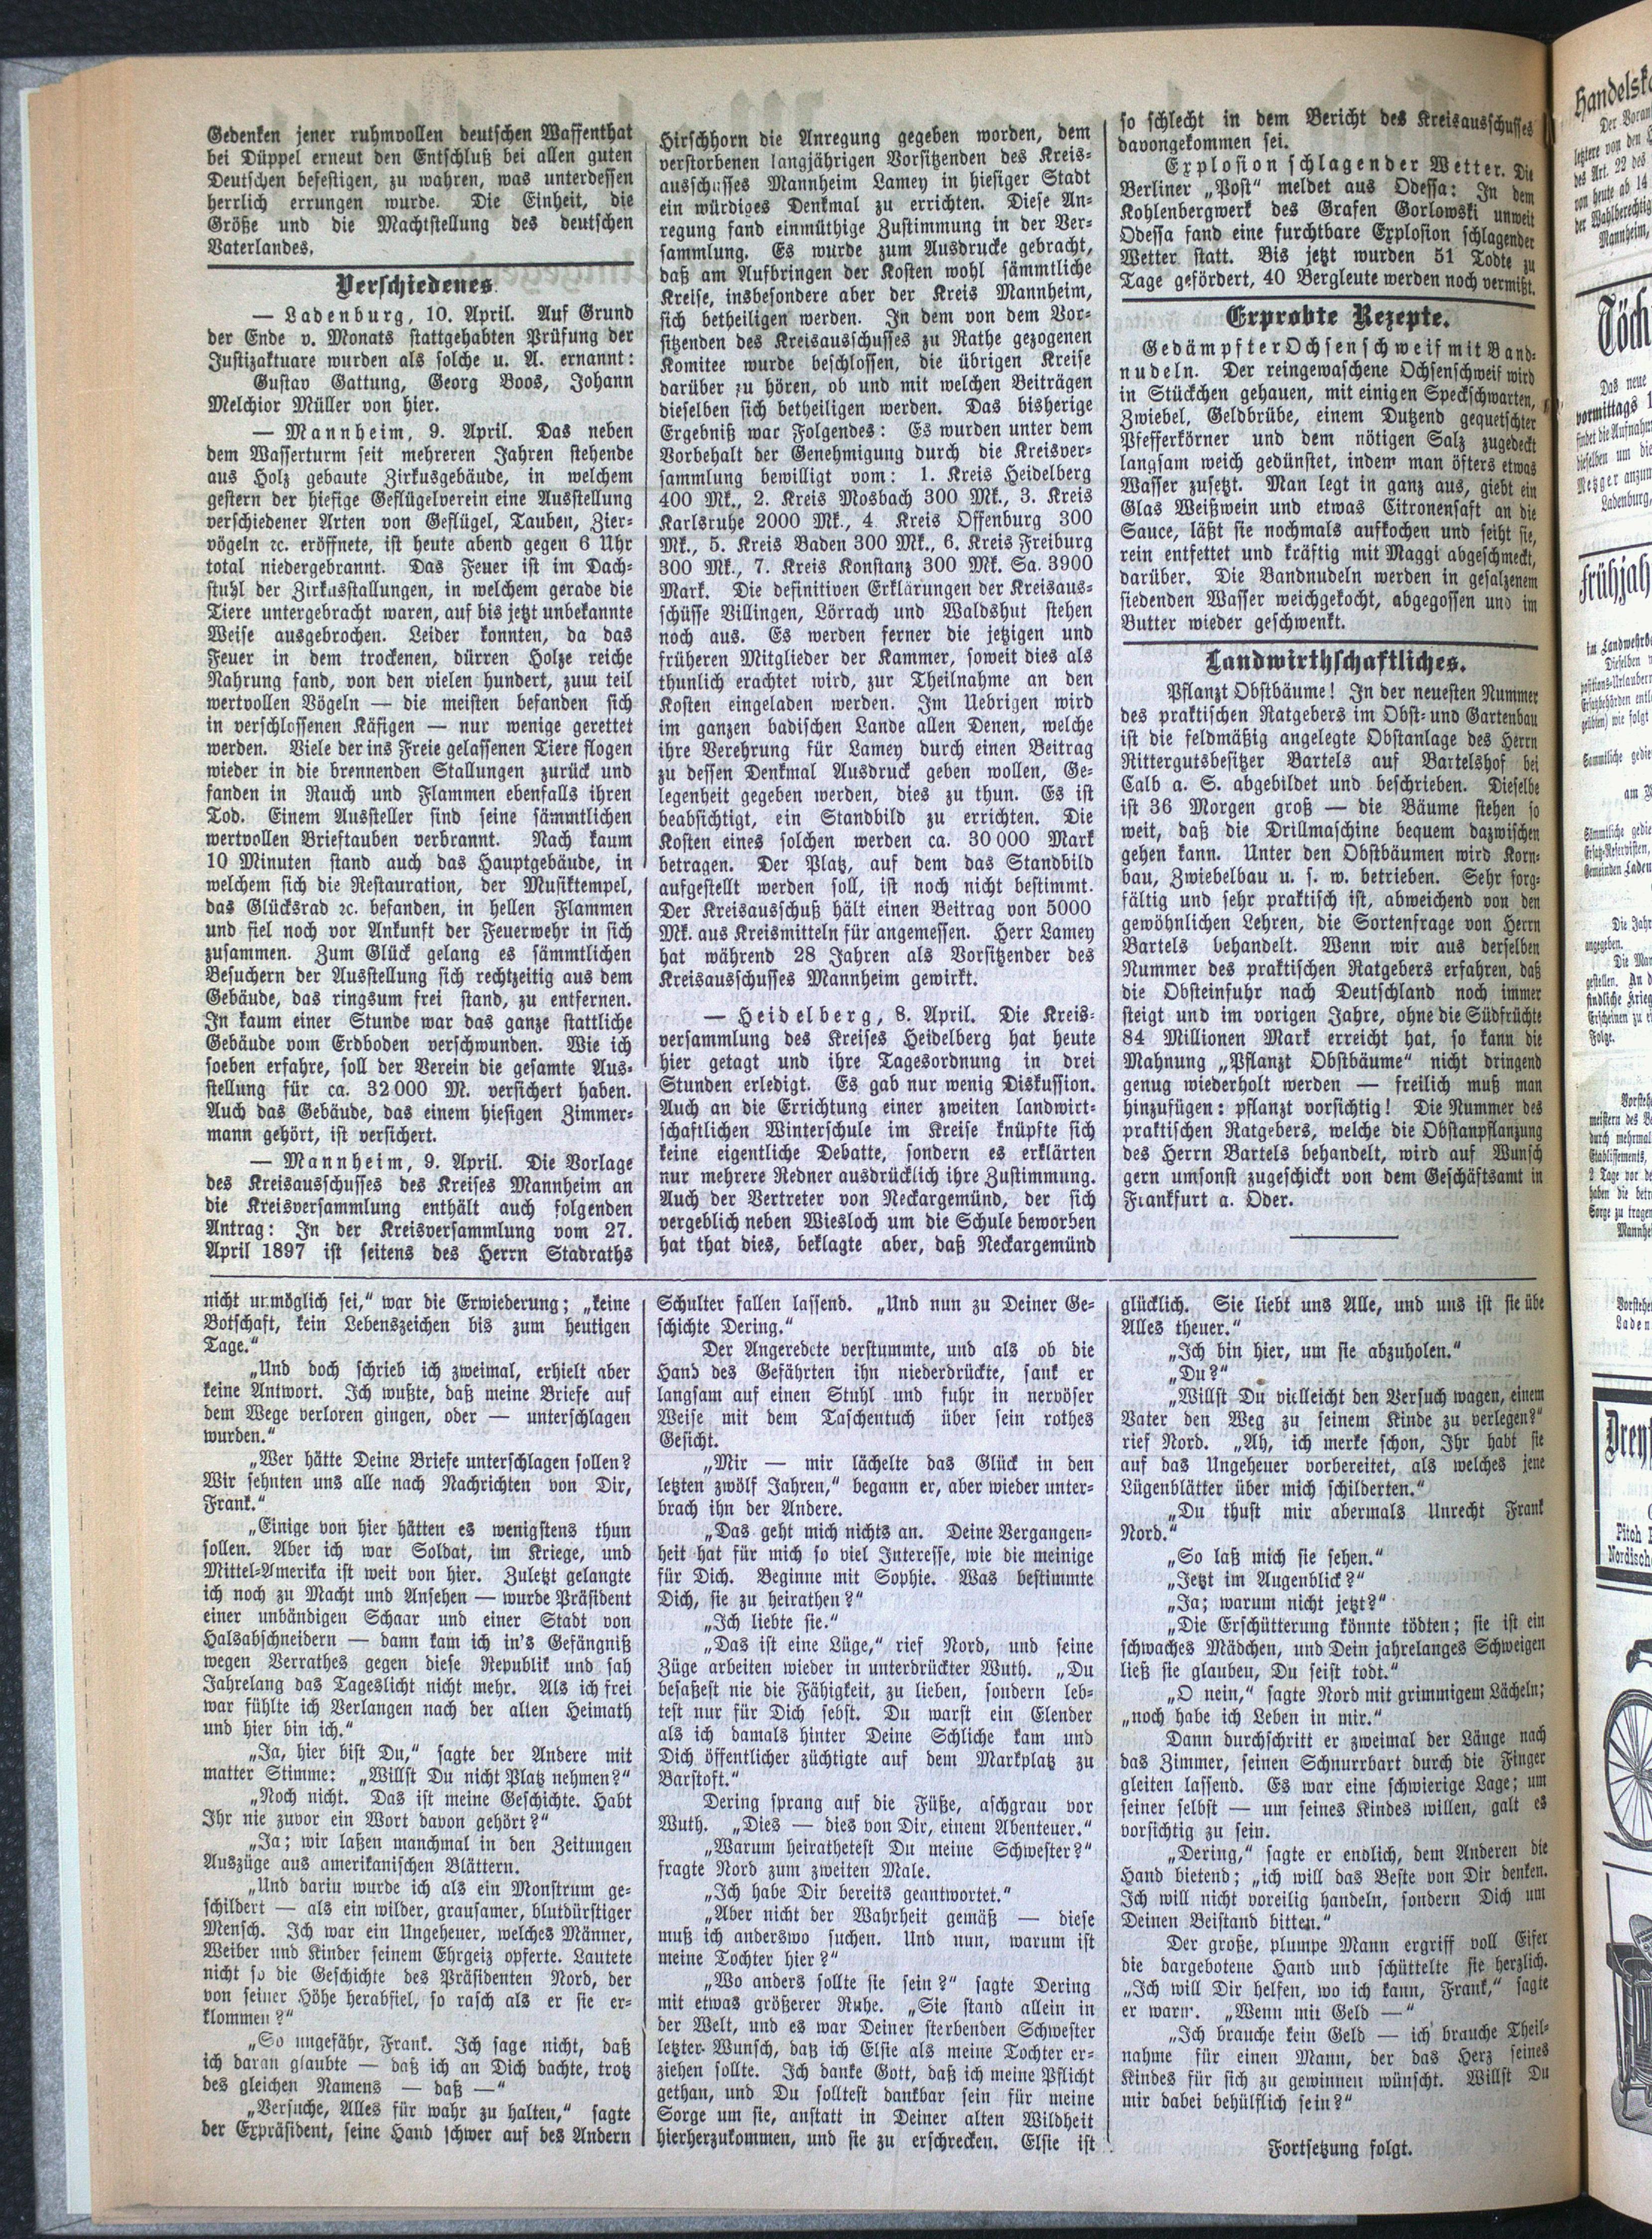 Gedenken jener ruhmvollen deutschen Waffenthat
bei Düppel erneut den Entschluß bei allen guten
Deutschen befestigen, zu wahren, was unterdessen
herrlich errungen wurde. Die Einheit, die
Größe und die Machtstellung des deutschen
Vaterlandes.
Verschiedenes.
— Ladenburg, 10. April. Auf Grund
der Ende v. Monats stattgehabten Prüfung der
Justizaktuare wurden als solche u. A. ernannt:
Gustav Gattung, Georg Boos, Johann
Melchior Müller von hier.
— Mannheim, 9. April. Das neben
dem Wasserturm seit mehreren Jahren stehende
aus Holz gebaute Zirkusgebäude, in welchem
gestern der hiesige Geflügelverein eine Ausstellung
verschiedener Arten von Geflügel, Tauben, Zier-
vögeln ꝛc. eröffnete, ist heute abend gegen 6 Uhr
total niedergebrannt. Das Feuer ist im Dach-
stuhl der Zirkusstallungen, in welchem gerade die
Tiere untergebracht waren, auf bis jetzt unbekannte
Weise ausgebrochen. Leider konnten, da das
Feuer in dem trockenen, dürren Holze reiche
Nahrung fand, von den vielen hundert, zum teil
wertvollen Vögeln — die meisten befanden sich
in verschlossenen Käfigen — nur wenige gerettet
werden. Viele der ins Freie gelassenen Tiere flogen
wieder in die brennenden Stallungen zurück und
fanden in Rauch und Flammen ebenfalls ihren
Tod. Einem Aussteller sind seine sämmtlichen
wertvollen Brieftauben verbrannt. Nach kaum
10 Minuten stand auch das Hauptgebäude, in
welchem sich die Restauration, der Musiktempel,
das Glücksrad ꝛc. befanden, in hellen Flammen
und fiel noch vor Ankunft der Feuerwehr in sich
zusammen. Zum Glück gelang es sämmtlichen
Besuchern der Ausstellung sich rechtzeitig aus dem
Gebäude, das ringsum frei stand, zu entfernen.
In kaum einer Stunde war das ganze stattliche
Gebäude vom Erdboden verschwunden. Wie ich
soeben erfahre, soll der Verein die gesamte Aus-
stellung für ca. 32 000 M. versichert haben.
Auch das Gebäude, das einem hiesigen Zimmer-
mann gehört, ist versichert.
— Mannheim, 9. April. Die Vorlage
des Kreisausschusses des Kreises Mannheim an
die Kreisversammlung enthält auch folgenden
Antrag: In der Kreisversammlung vom 27.
April 1897 ist seitens des Herrn Stadraths
Hirschhorn die Anregung gegeben worden, dem
verstorbenen langjährigen Vorsitzenden des Kreis-
ausschusses Mannheim Lamey in hiesiger Stadt
ein würdiges Denkmal zu errichten. Diese An-
regung fand einmüthige Zustimmung in der Ver-
sammlung. Es wurde zum Ausdrucke gebracht,
daß am Aufbringen der Kosten wohl sämmtliche
Kreise, insbesondere aber der Kreis Mannheim,
sich betheiligen werden. In dem von dem Vor-
sitzenden des Kreisausschusses zu Rathe gezogenen
Komitee wurde beschlossen, die übrigen Kreise
darüber zu hören, ob und mit welchen Beiträgen
dieselben sich betheiligen werden. Das bisherige
Ergebniß war Folgendes: Es wurden unter dem
Vorbehalt der Genehmigung durch die Kreisver-
sammlung bewilligt vom: 1. Kreis Heidelberg
400 Mk., 2. Kreis Mosbach 300 Mk., 3. Kreis
Karlsruhe 2000 Mk., 4 Kreis Offenburg 300
Mk., 5. Kreis Baden 300 Mk., 6. Kreis Freiburg
300 Mk., 7. Kreis Konstanz 300 Mk. Sa. 3900
Mark. Die definitiven Erklärungen der Kreisaus-
schüsse Villingen, Lörrach und Waldshut stehen
noch aus. Es werden ferner die jetzigen und
früheren Mitglieder der Kammer, soweit dies als
thunlich erachtet wird, zur Theilnahme an den
Kosten eingeladen werden. Im Uebrigen wird
im ganzen badischen Lande allen Denen, welche
ihre Verehrung für Lamey durch einen Beitrag
zu dessen Denkmal Ausdruck geben wollen, Ge-
legenheit gegeben werden, dies zu thun. Es ist
beabsichtigt, ein Standbild zu errichten. Die
Kosten eines solchen werden ca. 30 000 Mark
betragen. Der Platz, auf dem das Standbild
aufgestellt werden soll, ist noch nicht bestimmt.
Der Kreisausschuß hält einen Beitrag von 5000
Mk. aus Kreismitteln für angemessen. Herr Lamey
hat während 28 Jahren als Vorsitzender des
Kreisausschusses Mannheim gewirkt.
— Heidelberg, 8. April. Die Kreis-
versammlung des Kreises Heidelberg hat heute
hier getagt und ihre Tagesordnung in drei
Stunden erledigt. Es gab nur wenig Diskussion.
Auch an die Errichtung einer zweiten landwirt-
schaftlichen Winterschule im Kreise knüpfte sich
keine eigentliche Debatte, sondern es erklärten
nur mehrere Redner ausdrücklich ihre Zustimmung.
Auch der Vertreter von Neckargemünd, der sich
vergeblich neben Wiesloch um die Schule beworben
hat that dies, beklagte aber, daß Neckargemünd
so schlecht in dem Bericht des Kreisausschusses
davongekommen sei.
Explosion schlagender Wetter. Die
Berliner „Post“ meldet aus Odessa: In dem
Kohlenbergwerk des Grafen Gorlowski unweit
Odessa fand eine furchtbare Explosion schlagender
Wetter statt. Bis jetzt wurden 51 Todte zu
Tage gefördert, 40 Bergleute werden noch vermißt.
Erprobte Rezepte.
Gedämpfter Ochsenschweif mit Band-
nudeln. Der reingewaschene Ochsenschweif wird
in Stückchen gehauen, mit einigen Speckschwarten,
Zwiebel, Geldbrübe, einem Dutzend gequetschter
Pfefferkörner und dem nötigen Salz zugedeckt
langsam weich gedünstet, indem man öfters etwas
Wasser zusetzt. Man legt in ganz aus, giebt ein
Glas Weißwein und etwas Citronensaft an die
Sauce, läßt sie nochmals aufkochen und seiht sie,
rein entfettet und kräftig mit Maggi abgeschmeckt,
darüber. Die Bandnudeln werden in gesalzenem
siedenden Wasser weichgekocht, abgegossen und im
Butter wieder geschwenkt.
Landwirthschaftliches.
Pflanzt Obstbäume! In der neuesten Nummer
des praktischen Ratgebers im Obst- und Gartenbau
ist die feldmäßig angelegte Obstanlage des Herrn
Rittergutsbesitzer Bartels auf Bartelshof bei
Calb a. S. abgebildet und beschrieben. Dieselbe
ist 36 Morgen groß — die Bäume stehen so
weit, daß die Drillmaschine bequem dazwischen
gehen kann. Unter den Obstbäumen wird Korn-
bau, Zwiebelbau u. s. w. betrieben. Sehr sorg-
fältig und sehr praktisch ist, abweichend von den
gewöhnlichen Lehren, die Sortenfrage von Herrn
Bartels behandelt. Wenn wir aus derselben
Nummer des praktischen Ratgebers erfahren, daß
die Obsteinfuhr nach Deutschland noch immer
steigt und im vorigen Jahre, ohne die Südfrüchte
84 Millionen Mark erreicht hat, so kann die
Mahnung „Pflanzt Obstbäume“ nicht dringend
genug wiederholt werden — freilich muß man
hinzufügen: pflanzt vorsichtig! Die Nummer des
praktischen Ratgebers, welche die Obstanpflanzung
des Herrn Bartels behandelt, wird auf Wunsch
gern umsonst zugeschickt von dem Geschäftsamt in
Frankfurt a. Oder.
nicht unmöglich sei,“ war die Erwiederung; „keine
Botschaft, kein Lebenszeichen bis zum heutigen
Tage.“
„Und doch schrieb ich zweimal, erhielt aber
keine Antwort. Ich wußte, daß meine Briefe auf
dem Wege verloren gingen, oder — unterschlagen
wurden.“
„Wer hätte Deine Briefe unterschlagen sollen?
Wir sehnten uns alle nach Nachrichten von Dir,
Frank.“
„Einige von hier hätten es wenigstens thun
sollen. Aber ich war Soldat, im Kriege, und
Mittel-Amerika ist weit von hier. Zuletzt gelangte
ich noch zu Macht und Ansehen — wurde Präsident
einer unbändigen Schaar und einer Stadt von
Halsabschneidern — dann kam ich in's Gefängniß
wegen Verrathes gegen diese Republik und sah
Jahrelang das Tageslicht nicht mehr. Als ich frei
war fühlte ich Verlangen nach der alten Heimath
und hier bin ich.“
„Ja, hier bist Du,“ sagte der Andere mit
matter Stimme: „Willst Du nicht Platz nehmen?“
„Noch nicht. Das ist meine Geschichte. Habt
Ihr nie zuvor ein Wort davon gehört?“
„Ja; wir laßen manchmal in den Zeitungen
Auszüge aus amerikanischen Blättern.
„Und darin wurde ich als ein Monstrum ge-
schildert — als ein wilder, grausamer, blutdürstiger
Mensch. Ich war ein Ungeheuer, welches Männer,
Weiber und Kinder seinem Ehrgeiz opferte. Lautete
nicht so die Geschichte des Präsidenten Nord, der
von seiner Höhe herabfiel, so rasch als er sie er-
klommen?“
„So ungefähr, Frank. Ich sage nicht, daß
ich daran glaubte — daß ich an Dich dachte, trotz
des gleichen Namens — daß —“
„Versuche, Alles für wahr zu halten,“ sagte
der Expräsident, seine Hand schwer auf des Andern
Schulter fallen lassend. „Und nun zu Deiner Ge-
schichte Dering.“
Der Angeredete verstummte, und als ob die
Hand des Gefährten ihn niederdrückte, sank er
langsam auf einen Stuhl und fuhr in nervöser
Weise mit dem Taschentuch über sein rothes
Gesicht.
„Mir — mir lächelte das Glück in den
letzten zwölf Jahren,“ begann er, aber wieder unter-
brach ihn der Andere.
„Das geht mich nichts an. Deine Vergangen-
heit hat für mich so viel Interesse, wie die meinige
für Dich. Beginne mit Sophie. Was bestimmte
Dich, sie zu heirathen?“
„Ich liebte sie.“
„Das ist eine Lüge,“ rief Nord, und seine
Züge arbeiten wieder in unterdrückter Wuth. „Du
besaßest nie die Fähigkeit, zu lieben, sondern leb-
test nur für Dich sebst. Du warst ein Elender
als ich damals hinter Deine Schliche kam und
Dich öffentlicher züchtigte auf dem Markplatz zu
Barstoft.“
Dering sprang auf die Füße, aschgrau vor
Wuth. „Dies — dies von Dir, einem Abenteuer.“
„Warum heirathetest Du meine Schwester?“
fragte Nord zum zweiten Male.
„Ich habe Dir bereits geantwortet.“
„Aber nicht der Wahrheit gemäß — diese
muß ich anderswo suchen. Und nun, warum ist
meine Tochter hier?“
„Wo anders sollte sie sein?“ sagte Dering
mit etwas größerer Ruhe. „Sie stand allein in
der Welt, und es war Deiner sterbenden Schwester
letzter Wunsch, daß ich Elsie als meine Tochter er-
ziehen sollte. Ich danke Gott, daß ich meine Pflicht
gethan, und Du solltest dankbar sein für meine
Sorge um sie, anstatt in Deiner alten Wildheit
hierherzukommen, und sie zu erschrecken. Elsie ist
glücklich. Sie liebt uns Alle, und uns ist sie übe
Alles theuer.“
„Ich bin hier, um sie abzuholen.“
„Du?“
„Willst Du vielleicht den Versuch wagen, einem
Vater den Weg zu seinem Kinde zu verlegen?“
rief Nord. „Ah, ich merke schon, Ihr habt sie
auf das Ungeheuer vorbereitet, als welches jene
Lügenblätter über mich schilderten.“
„Du thust mir abermals Unrecht Frank
Nord.“
„So laß mich sie sehen.“
„Jetzt im Augenblick?“
„Ja; warum nicht jetzt?“
„Die Erschütterung könnte tödten; sie ist ein
schwaches Mädchen, und Dein jahrelanges Schweigen
ließ sie glauben, Du seist todt.“
„O nein,“ sagte Nord mit grimmigem Lächeln;
„noch habe ich Leben in mir.“
Dann durchschritt er zweimal der Länge nach
das Zimmer, seinen Schnurrbart durch die Finger
gleiten lassend. Es war eine schwierige Lage; um
seiner selbst — um seines Kindes willen, galt es
vorsichtig zu sein.
„Dering,“ sagte er endlich, dem Anderen die
Hand bietend; „ich will das Beste von Dir denken.
Ich will nicht voreilig handeln, sondern Dich um
Deinen Beistand bitten.“
Der große, plumpe Mann ergriff voll Eifer
die dargebotene Hand und schüttelte sie herzlich.
„Ich will Dir helfen, wo ich kann, Frank,“ sagte
er warm. „Wenn mit Geld —“
„Ich brauche kein Geld — ich brauche Theil-
nahme für einen Mann, der das Herz seines
Kindes für sich zu gewinnen wünscht. Willst Du
mir dabei behülflich sein?“
Fortsetzung folgt.
Handelsk
Der Voran
letztere von den
des Art. 22 des
von heute ab 14
der Wahlberechtig
Mannheim,
Töch
Das neue
vormittags 1
findet die Aufnahm
dieselben um die
Metzger anzum
Ladenburg,
Frühjah
im Landwehrb
Dieselben
Sämmtliche gedie
am
Sämmtliche gedie
Ersatz-Reservisten,
Gemeinden Laden
Die Jahr
angegeben.
Die Man
gestellen. An d
findliche Krieg
Erscheinen zu e
Folge.
Vorsteh
meistern des Be
durch mehrmal
Etablissements,
2 Tage vor de
haben die betr
Sorge zu tragen
Mannhe
Vorstehe
Laden
Drey
Pitch
Nordisch